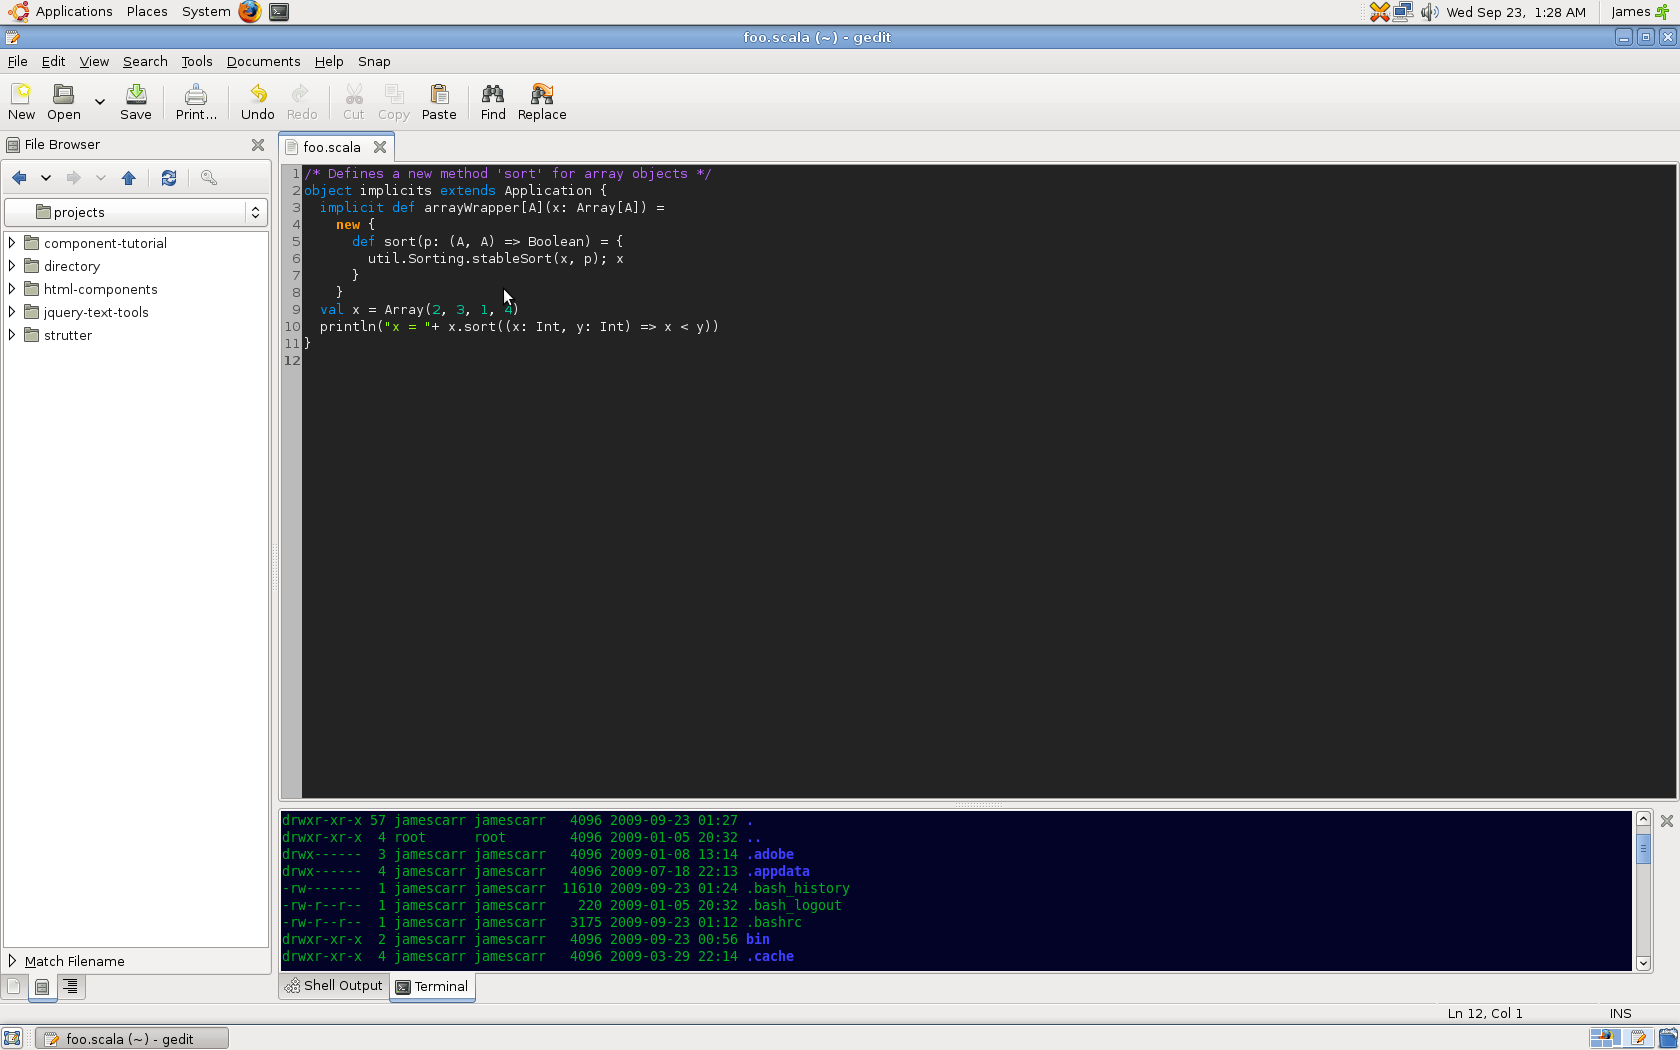 Applications Places System Wed Sep 23, 1:28 AM James
foo.scala (~) - gedit
File Edit View Search Tools Documents Help Snap
New Open Save Print... Undo Redo Cut Copy Paste Find Replace
File Browser
projects
component-tutorial
directory
html-components
jquery-text-tools
strutter
Match Filename
foo.scala
1 /* Defines a new method 'sort' for array objects */
2 object implicits extends Application {
3   implicit def arrayWrapper[A](x: Array[A]) =
4     new {
5       def sort(p: (A, A) => Boolean) = {
6         util.Sorting.stableSort(x, p); x
7       }
8     }
9   val x = Array(2, 3, 1, 4)
10   println("x = "+ x.sort((x: Int, y: Int) => x < y))
11 }
12
drwxr-xr-x 57 jamescarr jamescarr  4096 2009-09-23 01:27 .
drwxr-xr-x  4 root      root       4096 2009-01-05 20:32 ..
drwx------  3 jamescarr jamescarr  4096 2009-01-08 13:14 .adobe
drwx------  4 jamescarr jamescarr  4096 2009-07-18 22:13 .appdata
-rw-------  1 jamescarr jamescarr 11610 2009-09-23 01:24 .bash_history
-rw-r--r--  1 jamescarr jamescarr   220 2009-01-05 20:32 .bash_logout
-rw-r--r--  1 jamescarr jamescarr  3175 2009-09-23 01:12 .bashrc
drwxr-xr-x  2 jamescarr jamescarr  4096 2009-09-23 00:56 bin
drwxr-xr-x  4 jamescarr jamescarr  4096 2009-03-29 22:14 .cache
Shell Output Terminal
Ln 12, Col 1 INS
foo.scala (~) - gedit